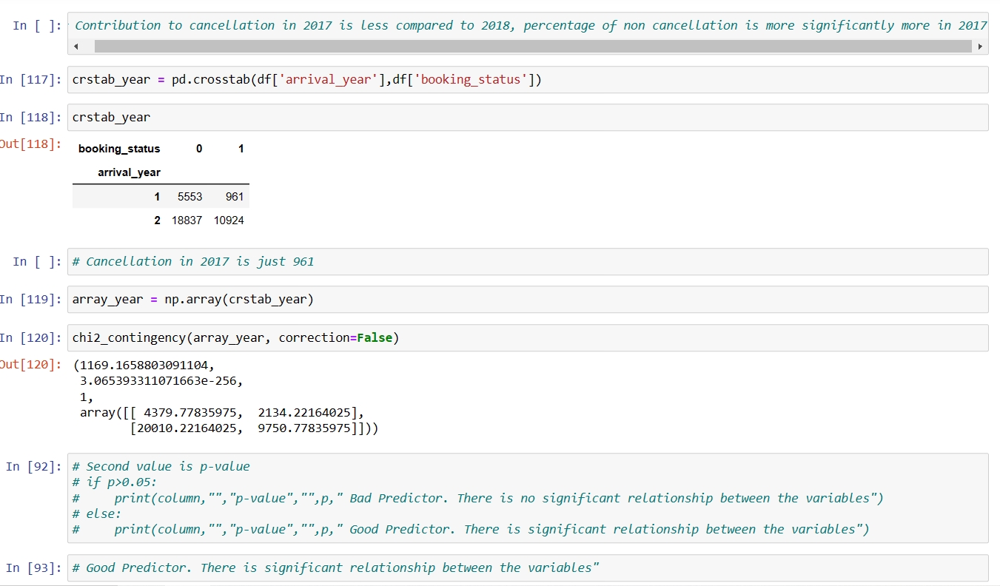 In [ ]: Contribution to cancellation in 2017 is less compared to 2018, percentage of non cancellation is more significantly more in 2017
In [117]: crstab_year = pd.crosstab(df['arrival_year'],df['booking_status'])
In [118]: crstab_year
Out[118]:
booking_status 0 1
arrival_year
1 5553 961
2 18837 10924
In [ ]: # Cancellation in 2017 is just 961
In [119]: array_year = np.array(crstab_year)
In [120]: chi2_contingency(array_year, correction=False)
Out[120]: (1169.1658803091104,
3.065393311071663e-256,
1,
array([[ 4379.77835975,  2134.22164025],
[20010.22164025,  9750.77835975]]))
In [92]: # Second value is p-value
# if p>0.05:
#     print(column,"","p-value","",p," Bad Predictor. There is no significant relationship between the variables")
# else:
#     print(column,"","p-value","",p," Good Predictor. There is significant relationship between the variables")
In [93]: # Good Predictor. There is significant relationship between the variables"